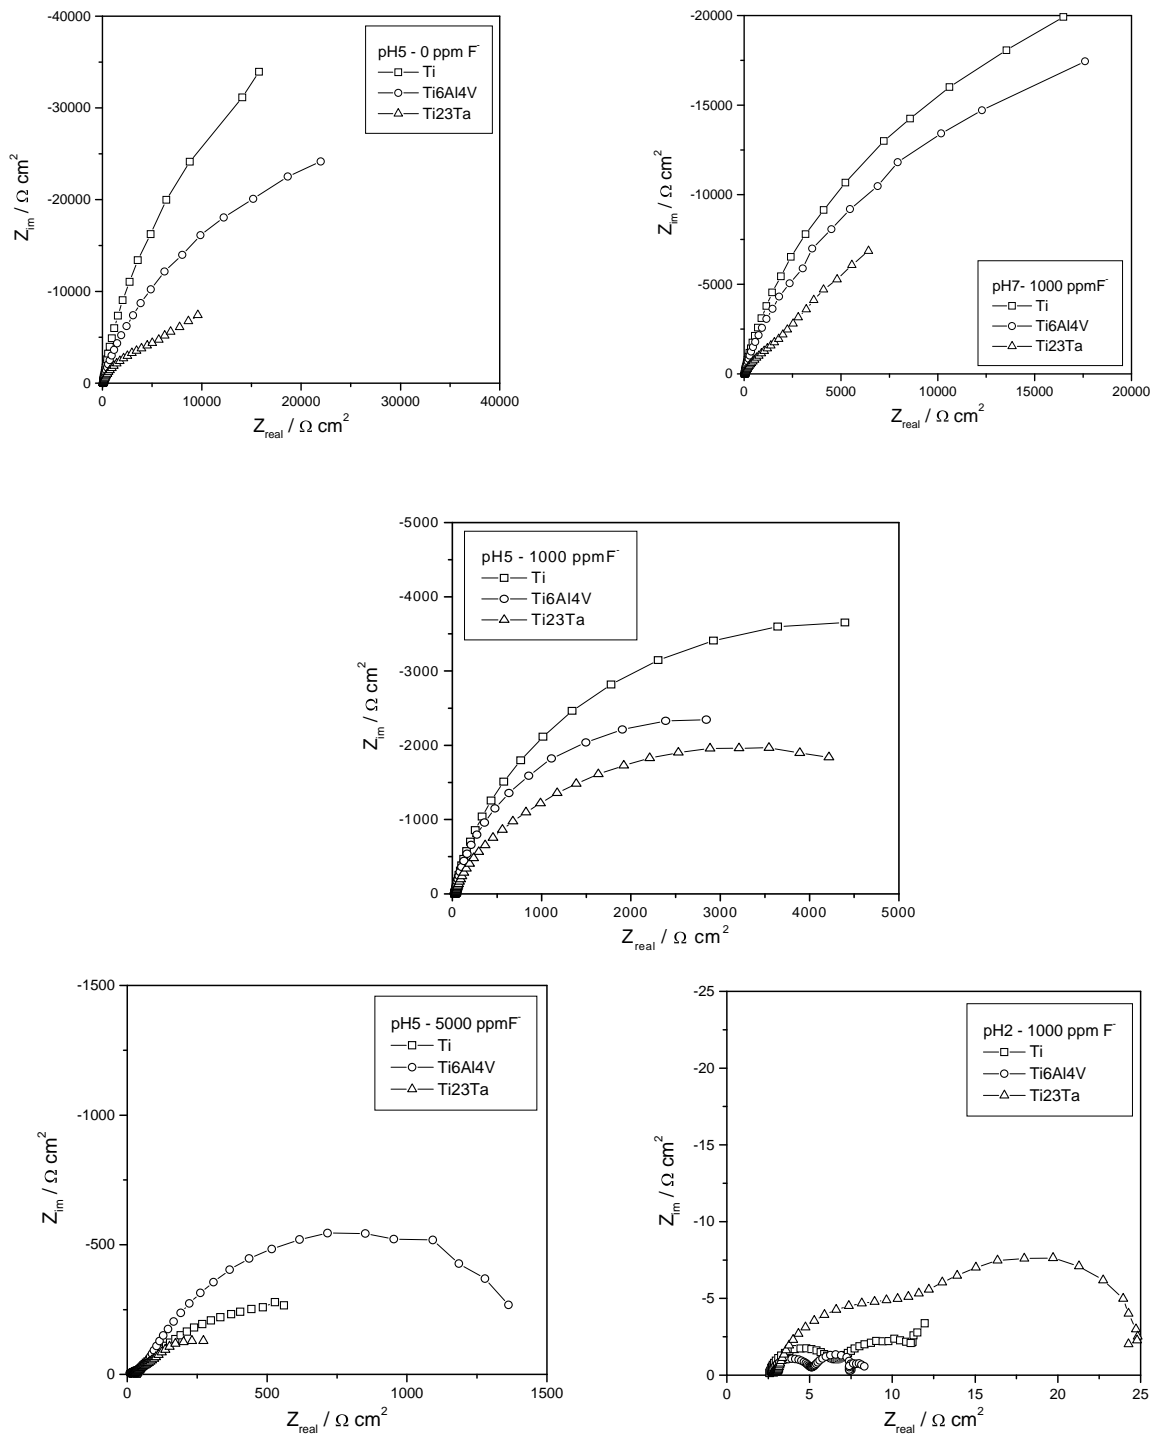 -40000
-30000
-20000
-10000
0
0
10000
20000
30000
40000
Z_im / Ω cm²
Z_real / Ω cm²
pH5 - 0 ppm F⁻
Ti
Ti6Al4V
Ti23Ta
-20000
-15000
-10000
-5000
0
0
5000
10000
15000
20000
Z_im / Ω cm²
Z_real / Ω cm²
pH7- 1000 ppmF⁻
Ti
Ti6Al4V
Ti23Ta
-5000
-4000
-3000
-2000
-1000
0
0
1000
2000
3000
4000
5000
Z_im / Ω cm²
Z_real / Ω cm²
pH5 - 1000 ppmF⁻
Ti
Ti6Al4V
Ti23Ta
-1500
-1000
-500
0
0
500
1000
1500
Z_im / Ω cm²
Z_real / Ω cm²
pH5 - 5000 ppmF⁻
Ti
Ti6Al4V
Ti23Ta
-25
-20
-15
-10
-5
0
0
5
10
15
20
25
Z_im / Ω cm²
Z_real / Ω cm²
pH2 - 1000 ppm F⁻
Ti
Ti6Al4V
Ti23Ta